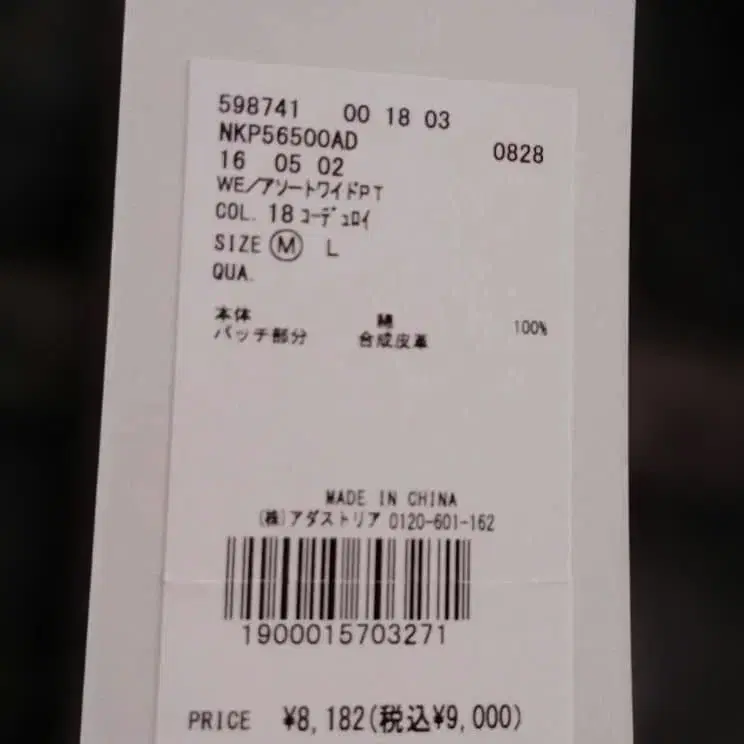 598741 00 18 03
NKP56500AD 0828
16 05 02
WE/アソートワイドPT
COL. 18 コーデュロイ
SIZE Ⓜ L
QUA.
本体 綿 100%
パッチ部分 合成皮革
MADE IN CHINA
(株)アダストリア 0120-601-162
1900015703271
PRICE ¥8,182(税込¥9,000)